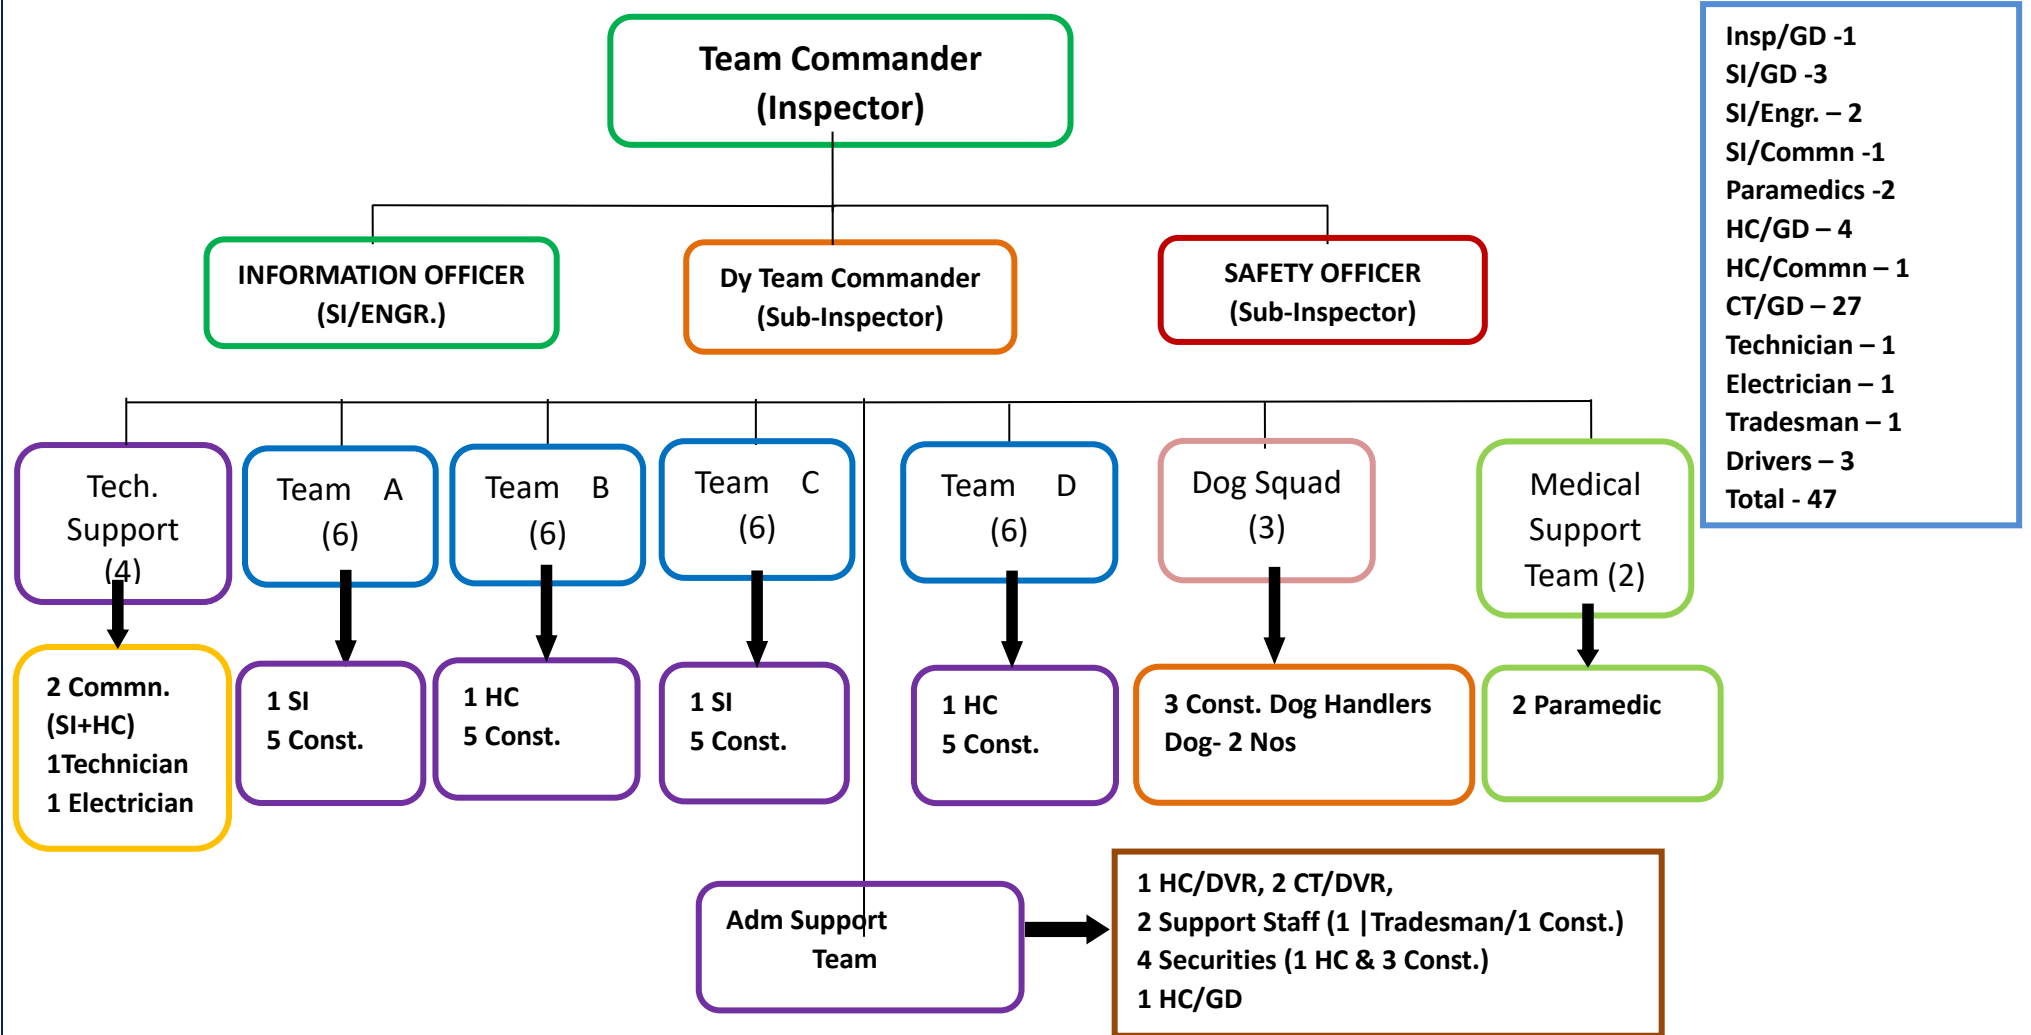 Team Commander
(Inspector)
Insp/GD -1
SI/GD -3
SI/Engr. – 2
SI/Commn -1
Paramedics -2
HC/GD – 4
HC/Commn – 1
CT/GD – 27
Technician – 1
Electrician – 1
Tradesman – 1
Drivers – 3
Total - 47
INFORMATION OFFICER
(SI/ENGR.)
Dy Team Commander
(Sub-Inspector)
SAFETY OFFICER
(Sub-Inspector)
Tech.
Support
(4)
Team A
(6)
Team B
(6)
Team C
(6)
Team D
(6)
Dog Squad
(3)
Medical
Support
Team (2)
2 Commn.
(SI+HC)
1Technician
1 Electrician
1 SI
5 Const.
1 HC
5 Const.
1 SI
5 Const.
1 HC
5 Const.
3 Const. Dog Handlers
Dog- 2 Nos
2 Paramedic
Adm Support
Team
1 HC/DVR, 2 CT/DVR,
2 Support Staff (1 |Tradesman/1 Const.)
4 Securities (1 HC & 3 Const.)
1 HC/GD